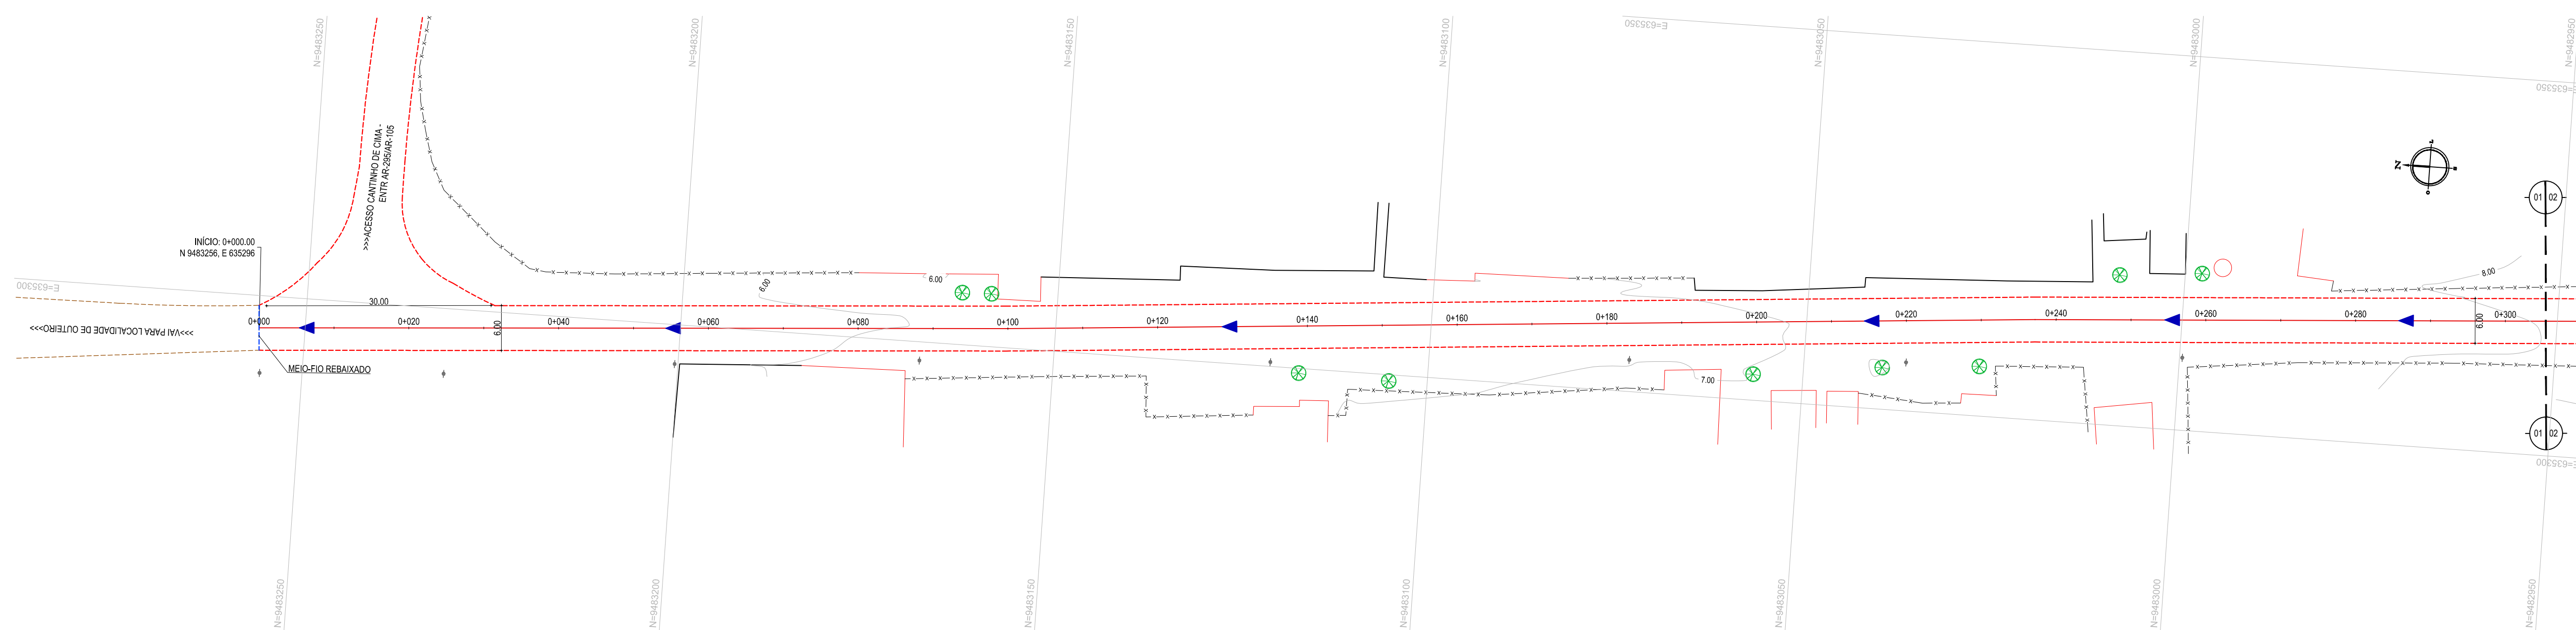 N=9483250
N=9483200
N=9483150
N=9483100
N=9483050
N=9483000
N=9482950
E=635350
E=635350
>>>ACESSO CANTINHO DE CIMA -
ENTR AR-295/AR-105
N
L
O
01 02
INÍCIO: 0+000.00
N 9483256, E 635296
6.00
6.00
8.00
E=635300
30.00
>>>VAI PARA LOCALIDADE DE OUTEIRO>>>
0+000
0+020
0+040
0+060
0+080
0+100
0+120
0+140
0+160
0+180
0+200
0+220
0+240
0+260
0+280
0+300
6.00
6.00
MEIO-FIO REBAIXADO
7.00
01 02
E=635300
N=9483250
N=9483200
N=9483150
N=9483100
N=9483050
N=9483000
N=9482950